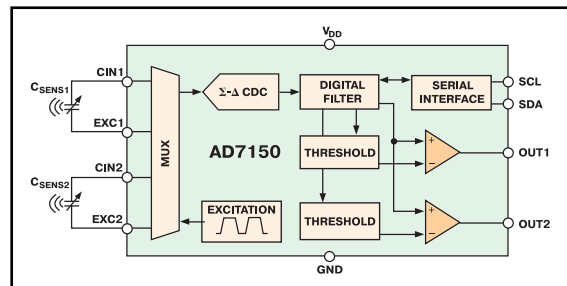 VDD
CSENS1
CIN1
EXC1
CSENS2
CIN2
EXC2
MUX
Σ-Δ CDC
DIGITAL
FILTER
SERIAL
INTERFACE
SCL
SDA
AD7150
THRESHOLD
+
−
OUT1
EXCITATION
THRESHOLD
+
−
OUT2
GND